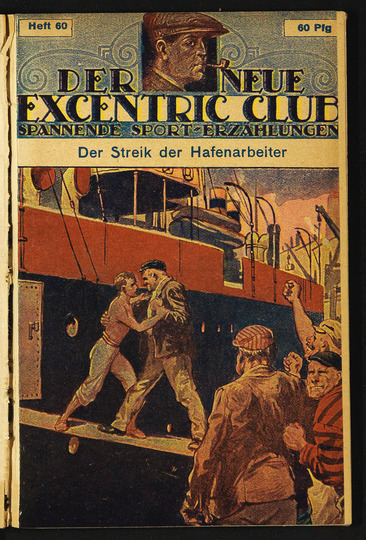 Heft 60
60 Pfg
DER NEUE
EXCENTRIC CLUB
SPANNENDE SPORT-ERZÄHLUNGEN
Der Streik der Hafenarbeiter